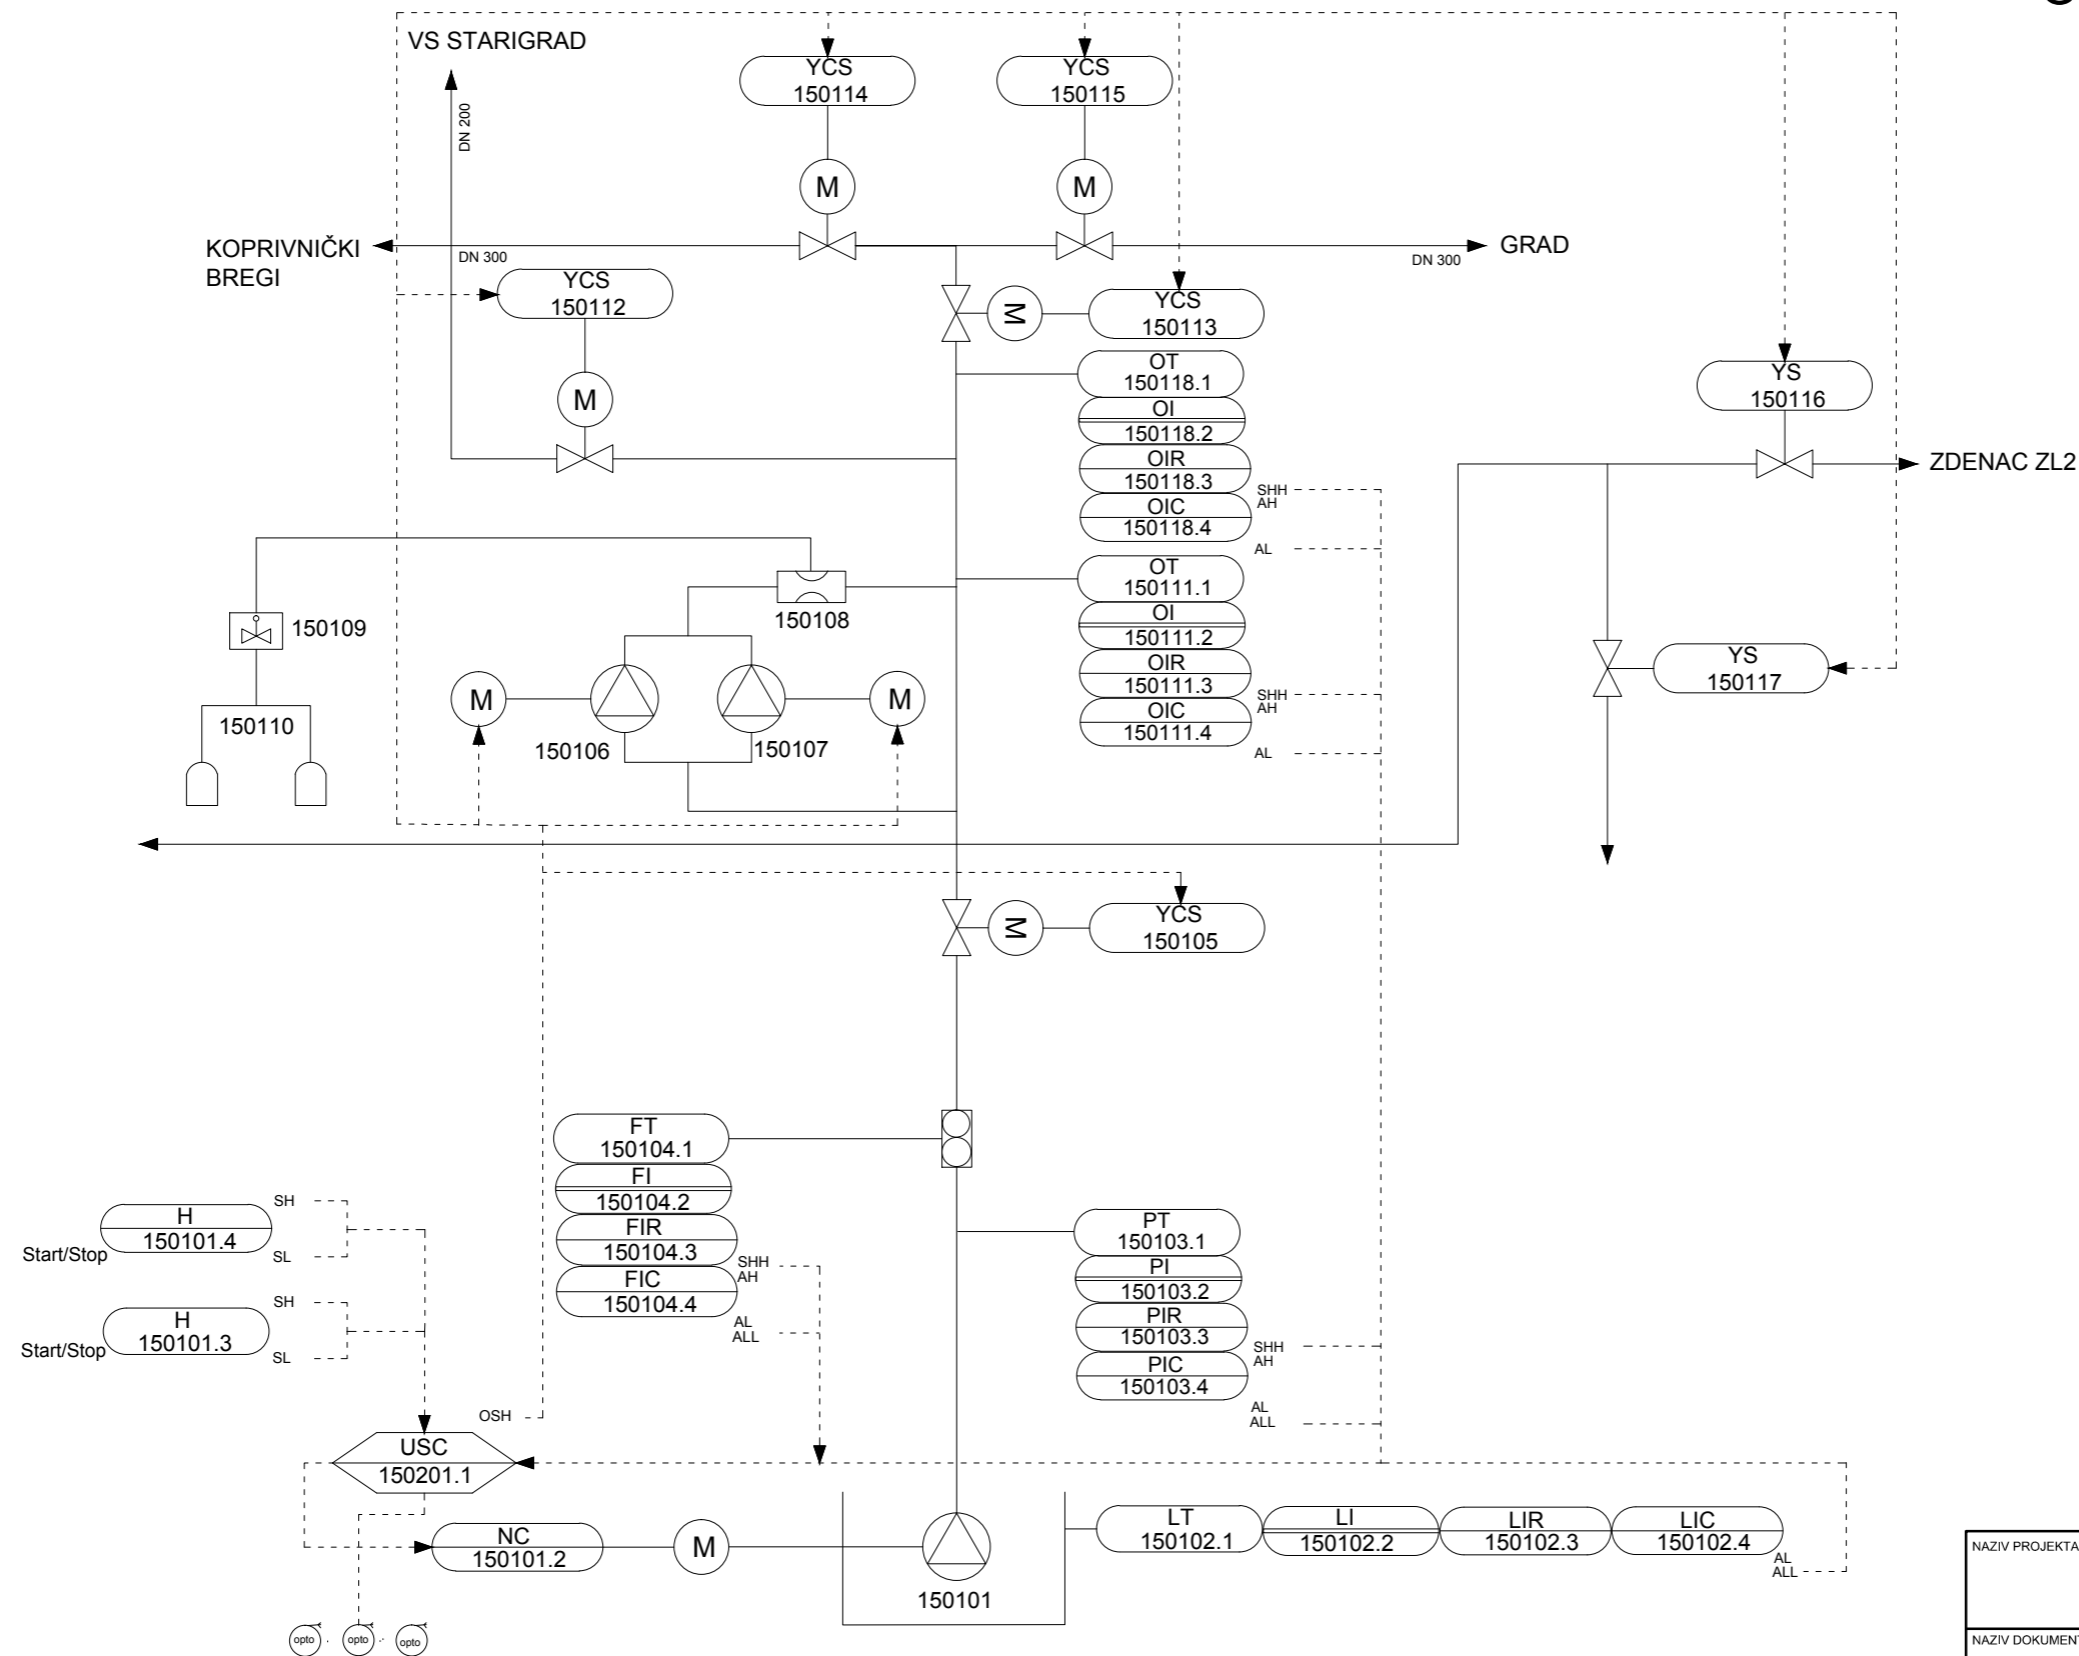 VS STARIGRAD
DN 200
YCS
150114
YCS
150115
M
M
KOPRIVNIČKI
BREGI
DN 300
DN 300
GRAD
YCS
150112
M
M
YCS
150113
OT
150118.1
OI
150118.2
OIR
150118.3
OIC
150118.4
SHH
AH
AL
YS
150116
ZDENAC ZL2
OT
150111.1
OI
150111.2
OIR
150111.3
OIC
150111.4
SHH
AH
AL
YS
150117
150108
150109
150110
M
M
150106
150107
M
YCS
150105
FT
150104.1
FI
150104.2
FIR
150104.3
FIC
150104.4
SHH
AH
AL
ALL
H
150101.4
Start/Stop
SH
SL
H
150101.3
Start/Stop
SH
SL
PT
150103.1
PI
150103.2
PIR
150103.3
PIC
150103.4
SHH
AH
AL
ALL
OSH
USC
150201.1
NC
150101.2
M
150101
LT
150102.1
LI
150102.2
LIR
150102.3
LIC
150102.4
AL
ALL
opto
opto
opto
NAZIV PROJEKTA
NAZIV DOKUMENT